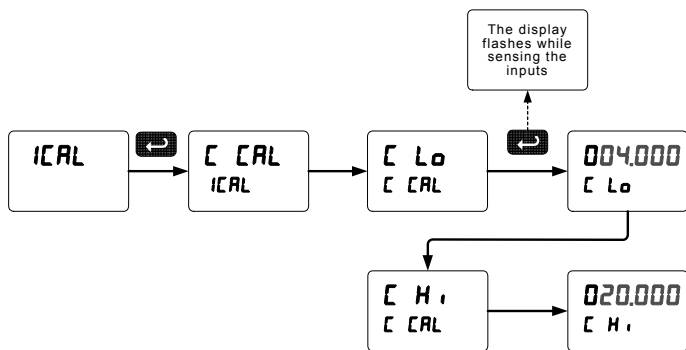 The display
flashes while
sensing the
inputs
ICAL
C CAL
ICAL
C Lo
C CAL
004.000
C Lo
C Hi
C CAL
020.000
C Hi